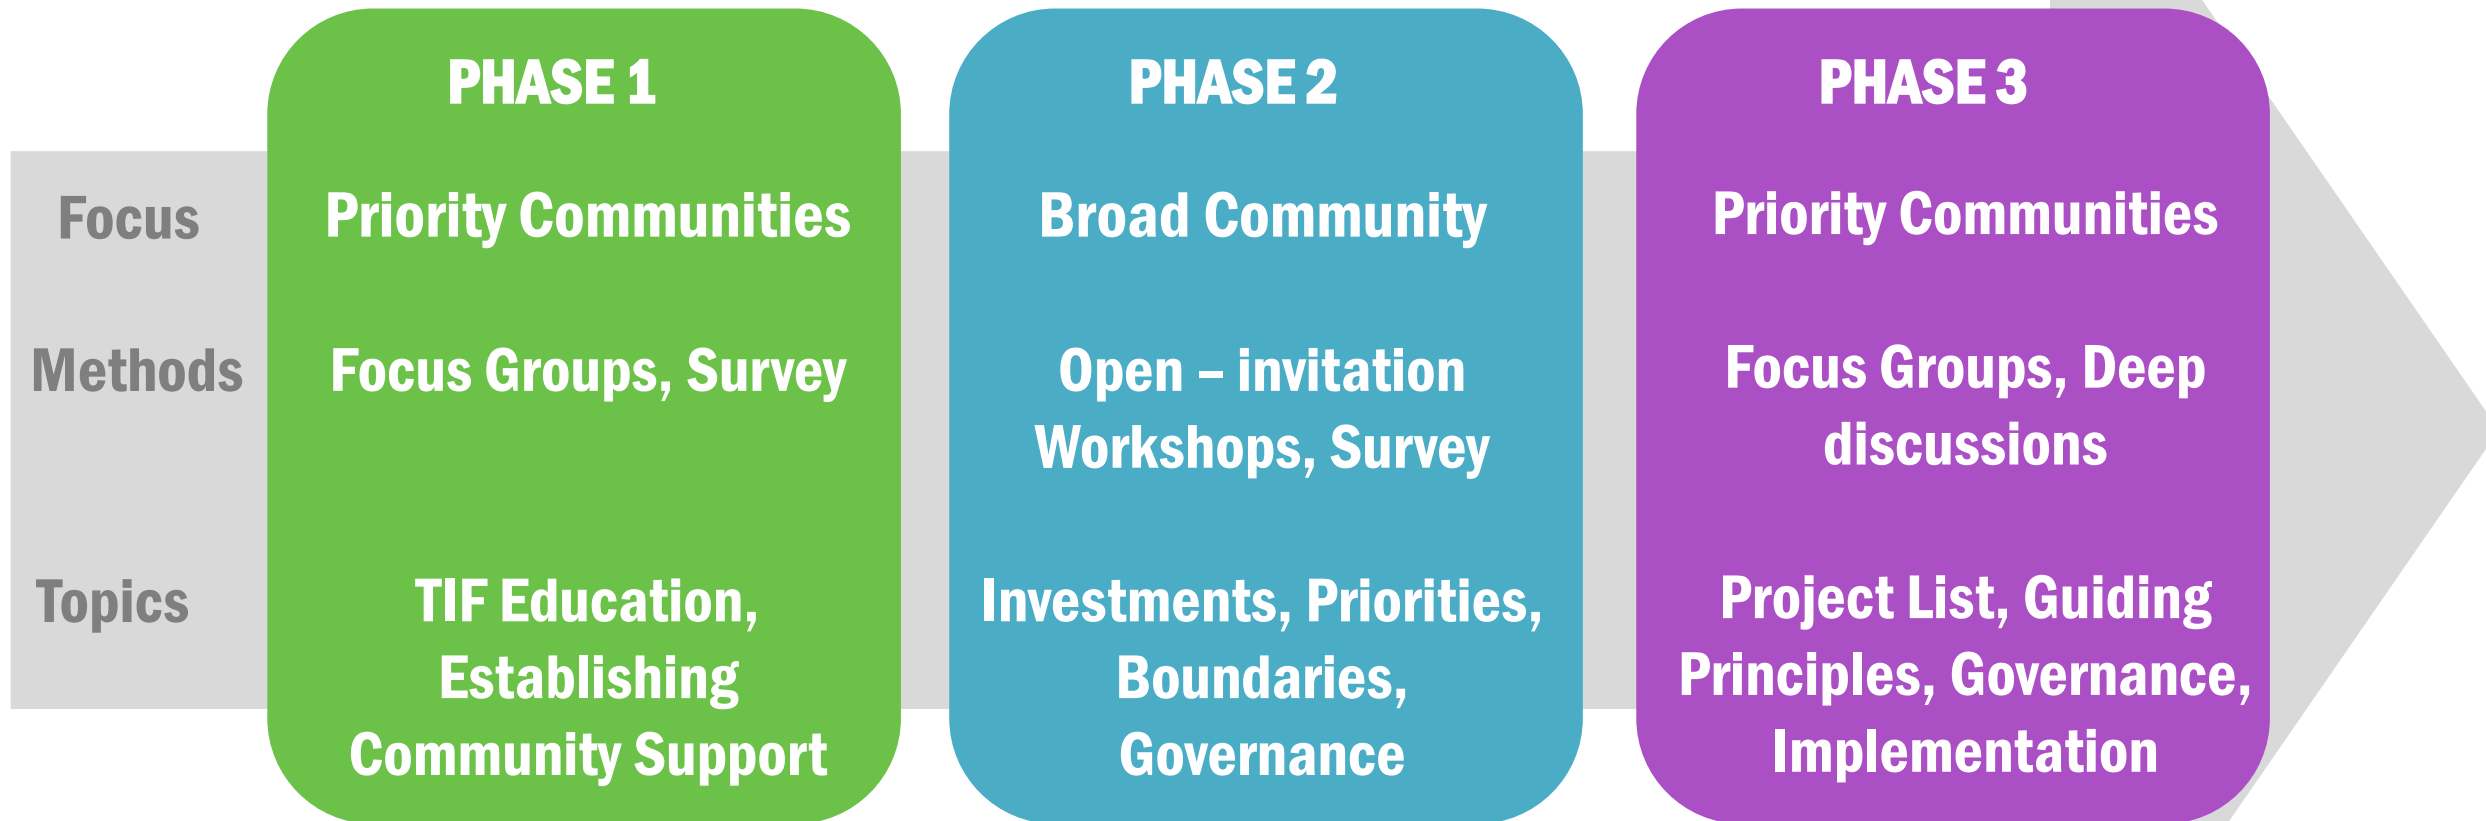 PHASE 1
PHASE 2
PHASE 3
Focus
Priority Communities
Broad Community
Priority Communities
Methods
Focus Groups, Survey
Open – invitation
Workshops, Survey
Focus Groups, Deep
discussions
Topics
TIF Education,
Establishing
Community Support
Investments, Priorities,
Boundaries,
Governance
Project List, Guiding
Principles, Governance,
Implementation